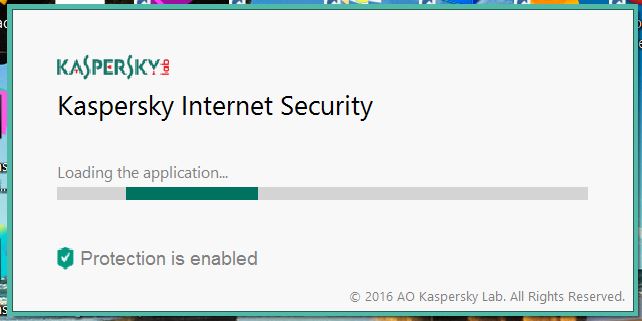 KASPERSKY lab
Kaspersky Internet Security
Loading the application...
Protection is enabled
© 2016 AO Kaspersky Lab. All Rights Reserved.